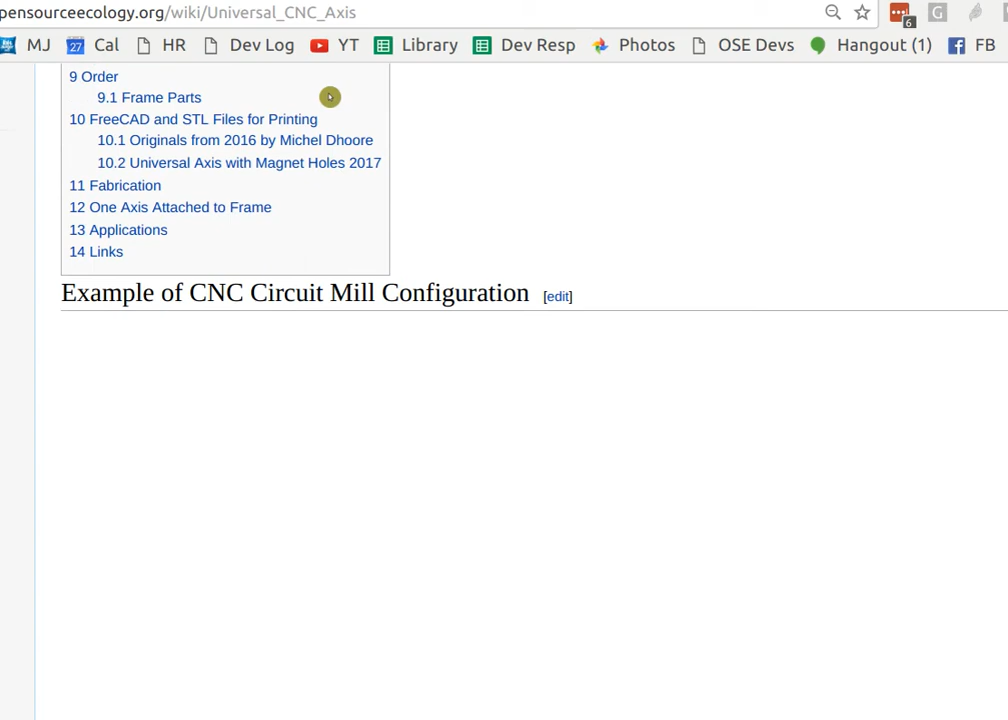 pensourceecology.org/wiki/Universal_CNC_Axis
6
G
MJ 27 Cal HR Dev Log YT Library Dev Resp Photos OSE Devs Hangout (1) FB
9 Order
9.1 Frame Parts
10 FreeCAD and STL Files for Printing
10.1 Originals from 2016 by Michel Dhoore
10.2 Universal Axis with Magnet Holes 2017
11 Fabrication
12 One Axis Attached to Frame
13 Applications
14 Links
Example of CNC Circuit Mill Configuration [edit]